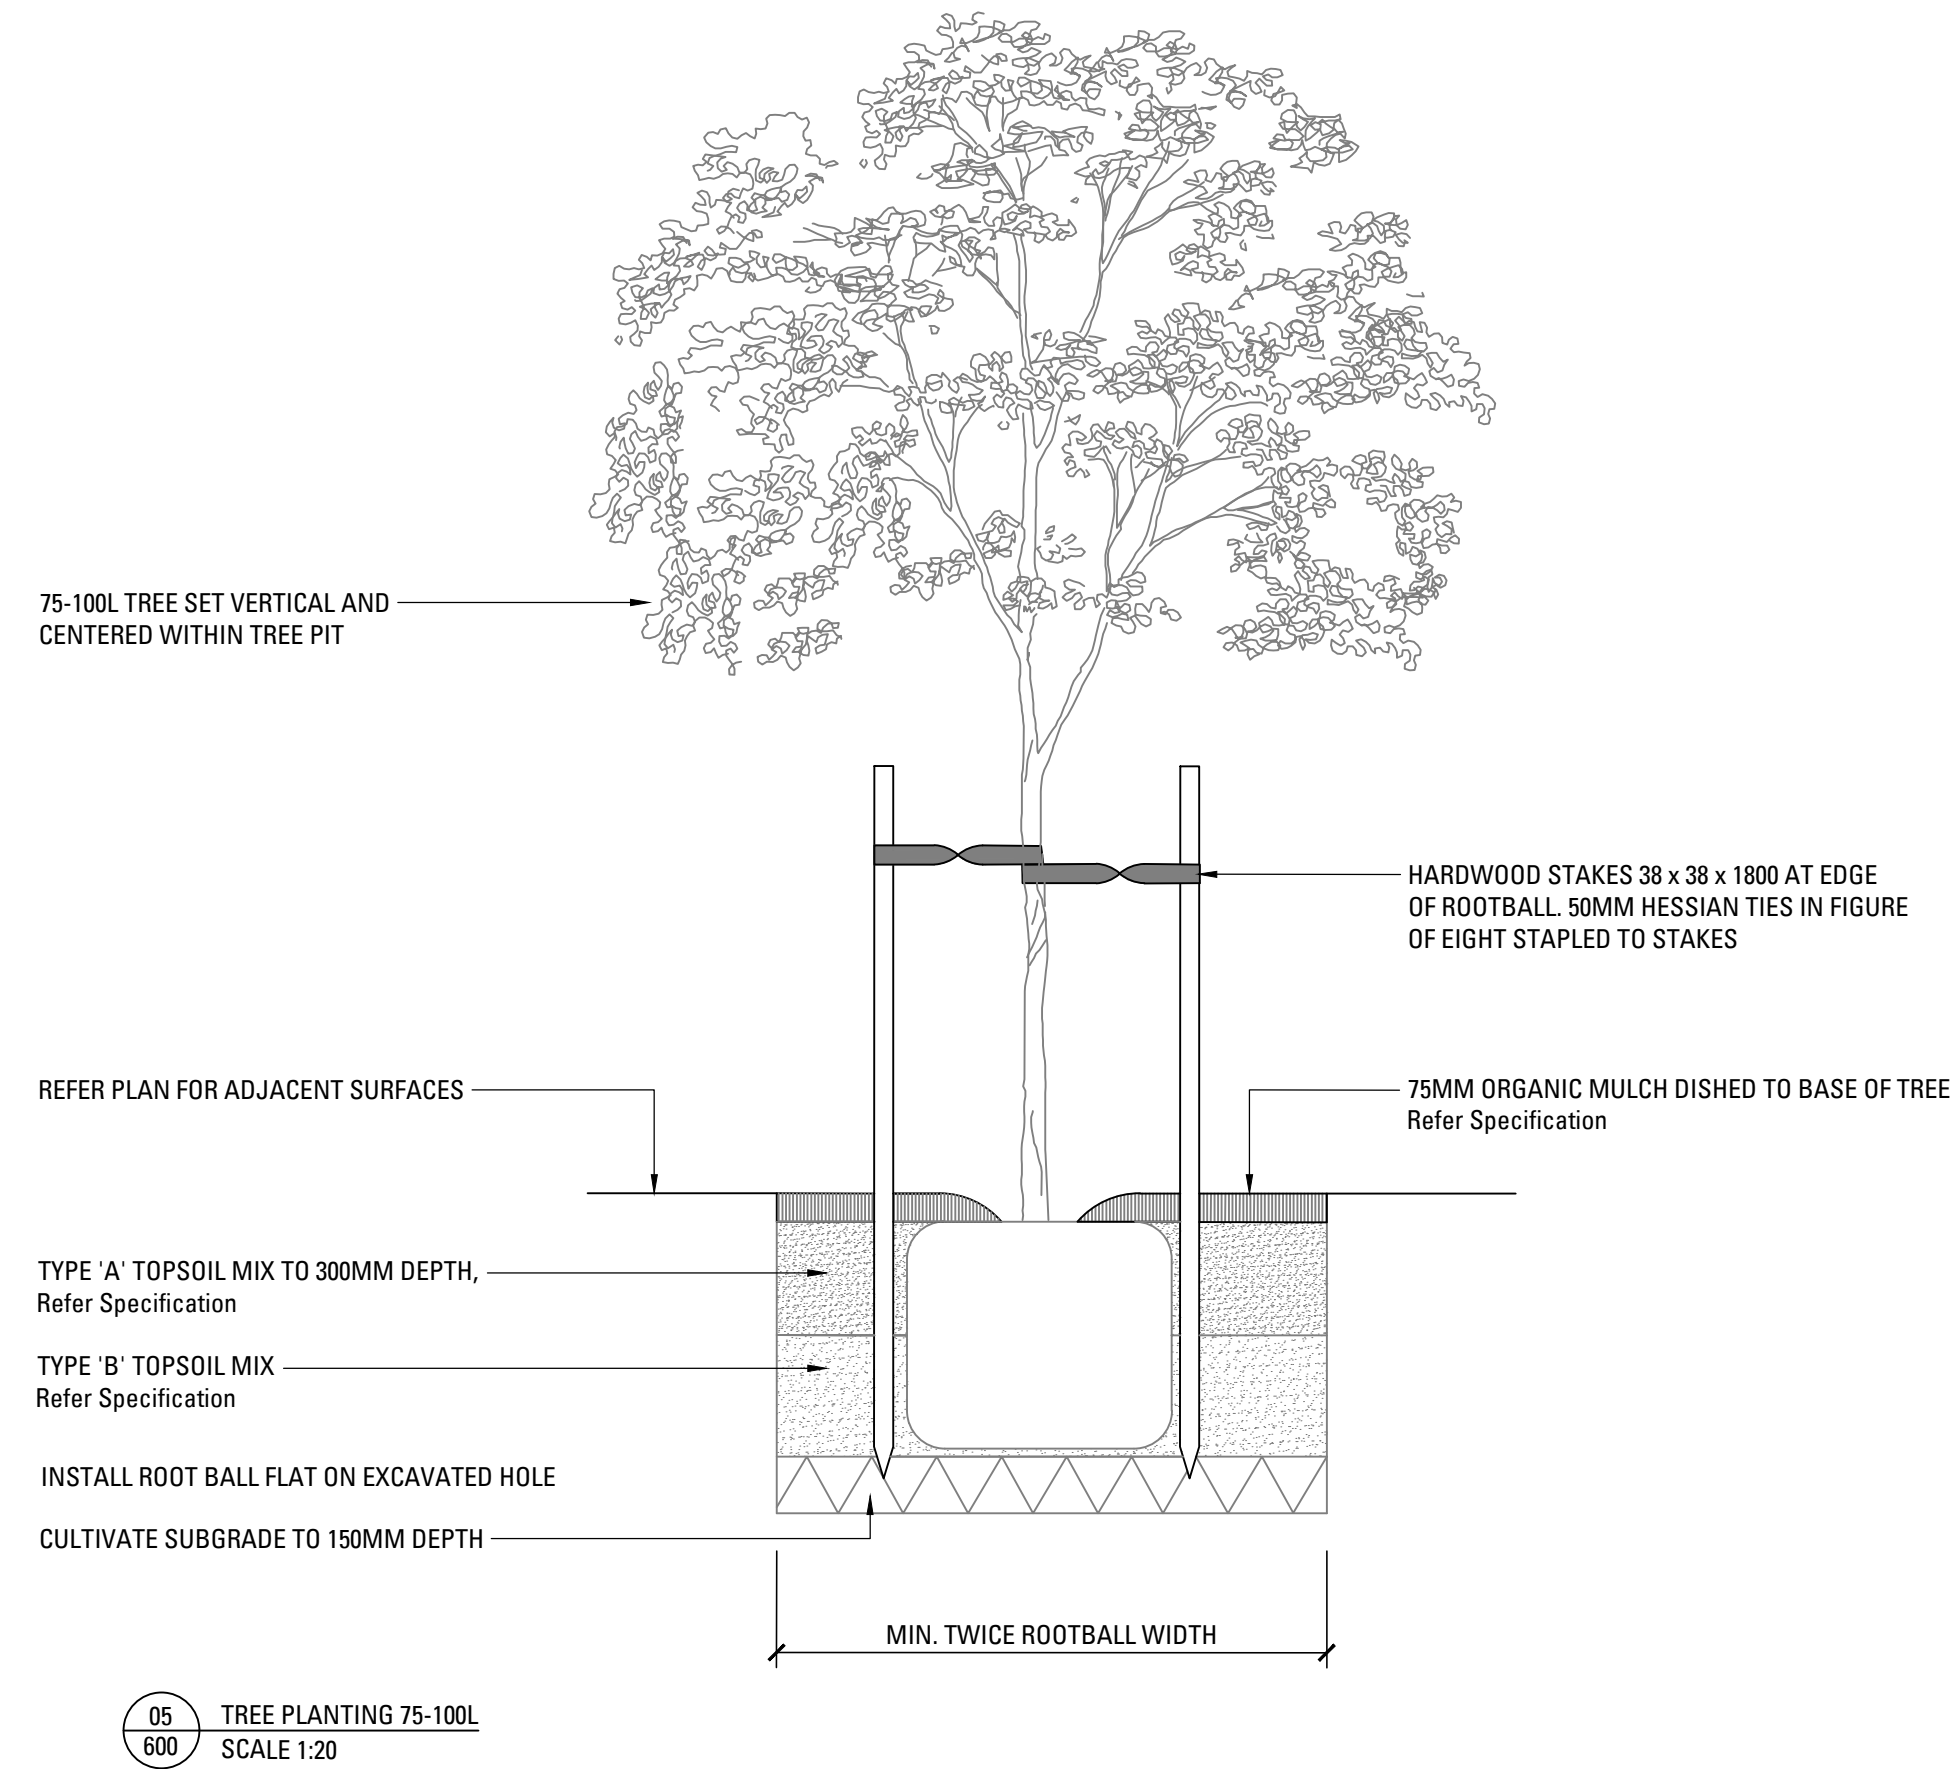 75-100L TREE SET VERTICAL AND
CENTERED WITHIN TREE PIT
HARDWOOD STAKES 38 x 38 x 1800 AT EDGE
OF ROOTBALL. 50MM HESSIAN TIES IN FIGURE
OF EIGHT STAPLED TO STAKES
REFER PLAN FOR ADJACENT SURFACES
75MM ORGANIC MULCH DISHED TO BASE OF TREE
Refer Specification
TYPE 'A' TOPSOIL MIX TO 300MM DEPTH,
Refer Specification
TYPE 'B' TOPSOIL MIX
Refer Specification
INSTALL ROOT BALL FLAT ON EXCAVATED HOLE
CULTIVATE SUBGRADE TO 150MM DEPTH
MIN. TWICE ROOTBALL WIDTH
05
600
TREE PLANTING 75-100L
SCALE 1:20